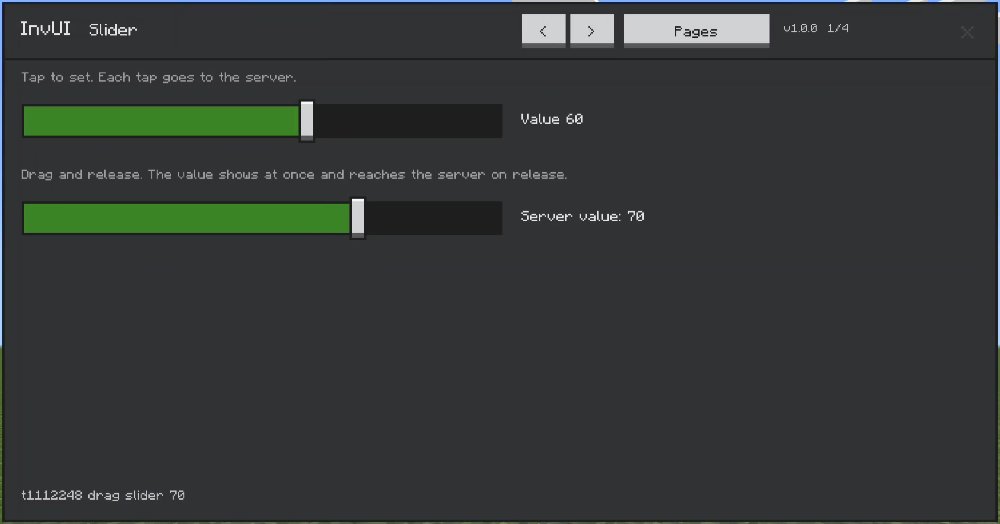 InvUI Slider < > Pages v1.0.0 1/4 ×
Tap to set. Each tap goes to the server.
Value 60
Drag and release. The value shows at once and reaches the server on release.
Server value: 70
t1112248 drag slider 70